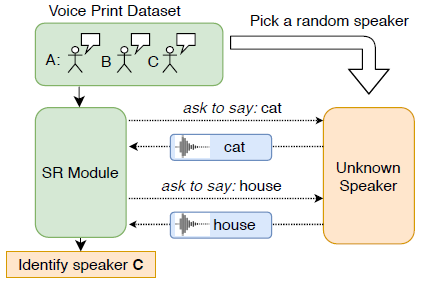 Voice Print Dataset
Pick a random speaker
A: B C
ask to say: cat
cat
SR Module
Unknown
Speaker
ask to say: house
house
Identify speaker C